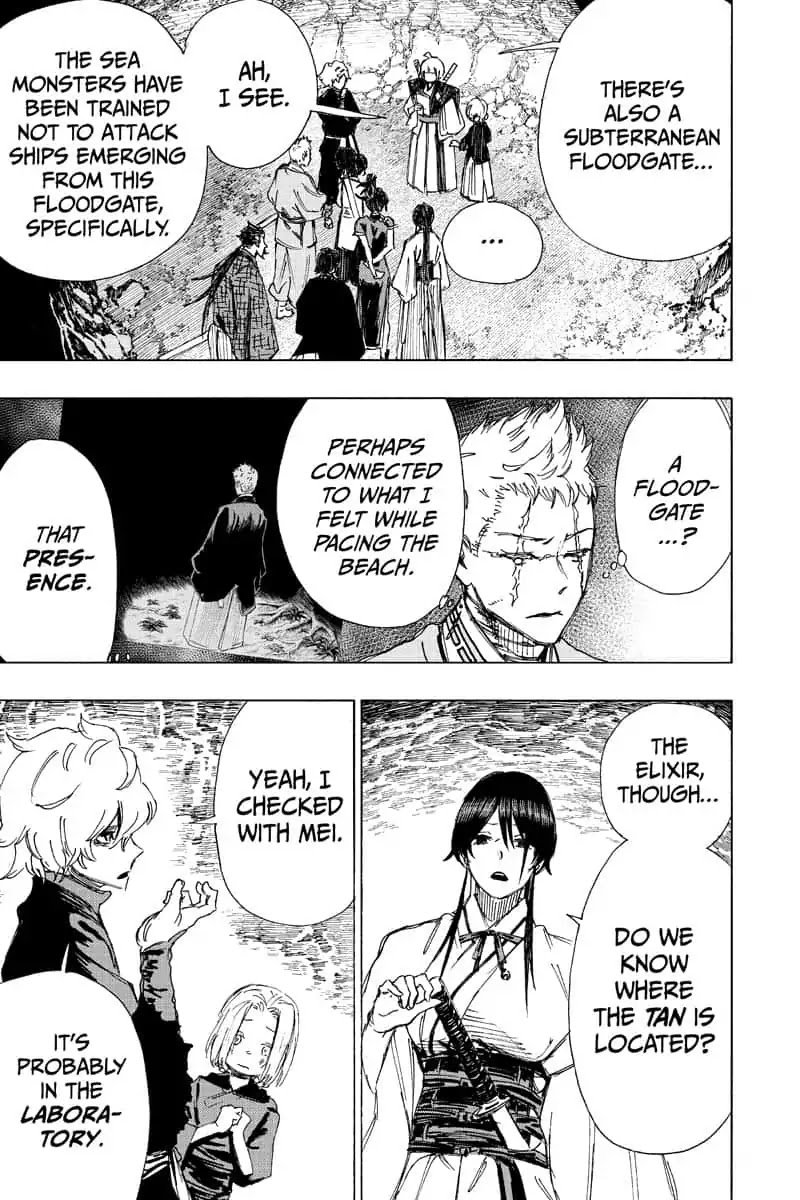 THERE'S
ALSO A
SUBTERRANEAN
FLOODGATE...
AH,
I SEE.
THE SEA
MONSTERS HAVE
BEEN TRAINED
NOT TO ATTACK
SHIPS EMERGING
FROM THIS
FLOODGATE,
SPECIFICALLY.
...
A
FLOOD-
GATE
...?
PERHAPS
CONNECTED
TO WHAT I
FELT WHILE
PACING THE
BEACH.
THAT
PRES-
ENCE.
THE
ELIXIR,
THOUGH...
DO WE
KNOW
WHERE
THE TAN IS
LOCATED?
YEAH, I
CHECKED
WITH MEI.
IT'S
PROBABLY
IN THE
LABORA-
TORY.